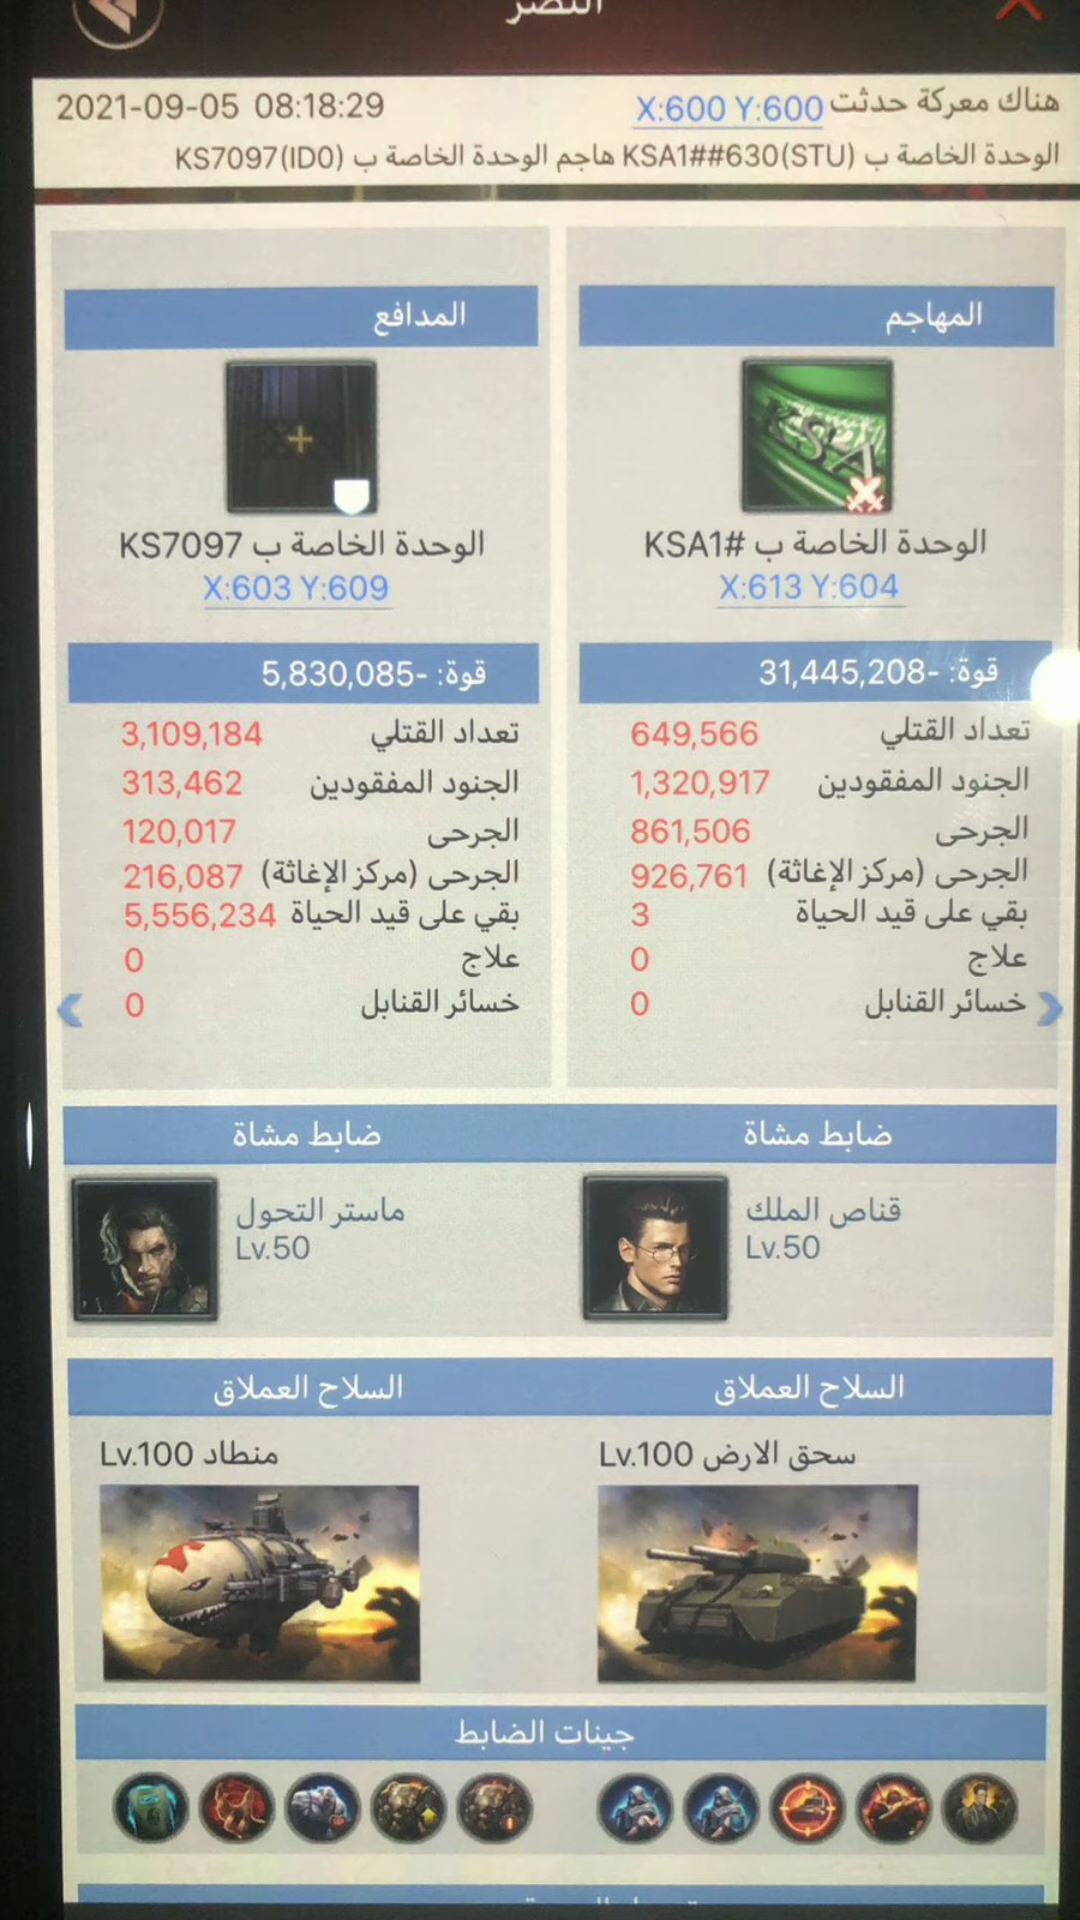 النصر
هناك معركة حدثت X:600 Y:600 2021-09-05 08:18:29
الوحدة الخاصة ب KSA1##630(STU) هاجم الوحدة الخاصة ب KS7097(ID0)
المهاجم
المدافع
KSA
الوحدة الخاصة ب KSA1#
X:613 Y:604
الوحدة الخاصة ب KS7097
X:603 Y:609
قوة: -31,445,208
قوة: -5,830,085
تعداد القتلي 649,566
الجنود المفقودين 1,320,917
الجرحى 861,506
الجرحى (مركز الإغاثة) 926,761
بقي على قيد الحياة 3
علاج 0
خسائر القنابل 0
تعداد القتلي 3,109,184
الجنود المفقودين 313,462
الجرحى 120,017
الجرحى (مركز الإغاثة) 216,087
بقي على قيد الحياة 5,556,234
علاج 0
خسائر القنابل 0
ضابط مشاة
ضابط مشاة
قناص الملك
Lv.50
ماستر التحول
Lv.50
السلاح العملاق
السلاح العملاق
سحق الارض Lv.100
منطاد Lv.100
جينات الضابط